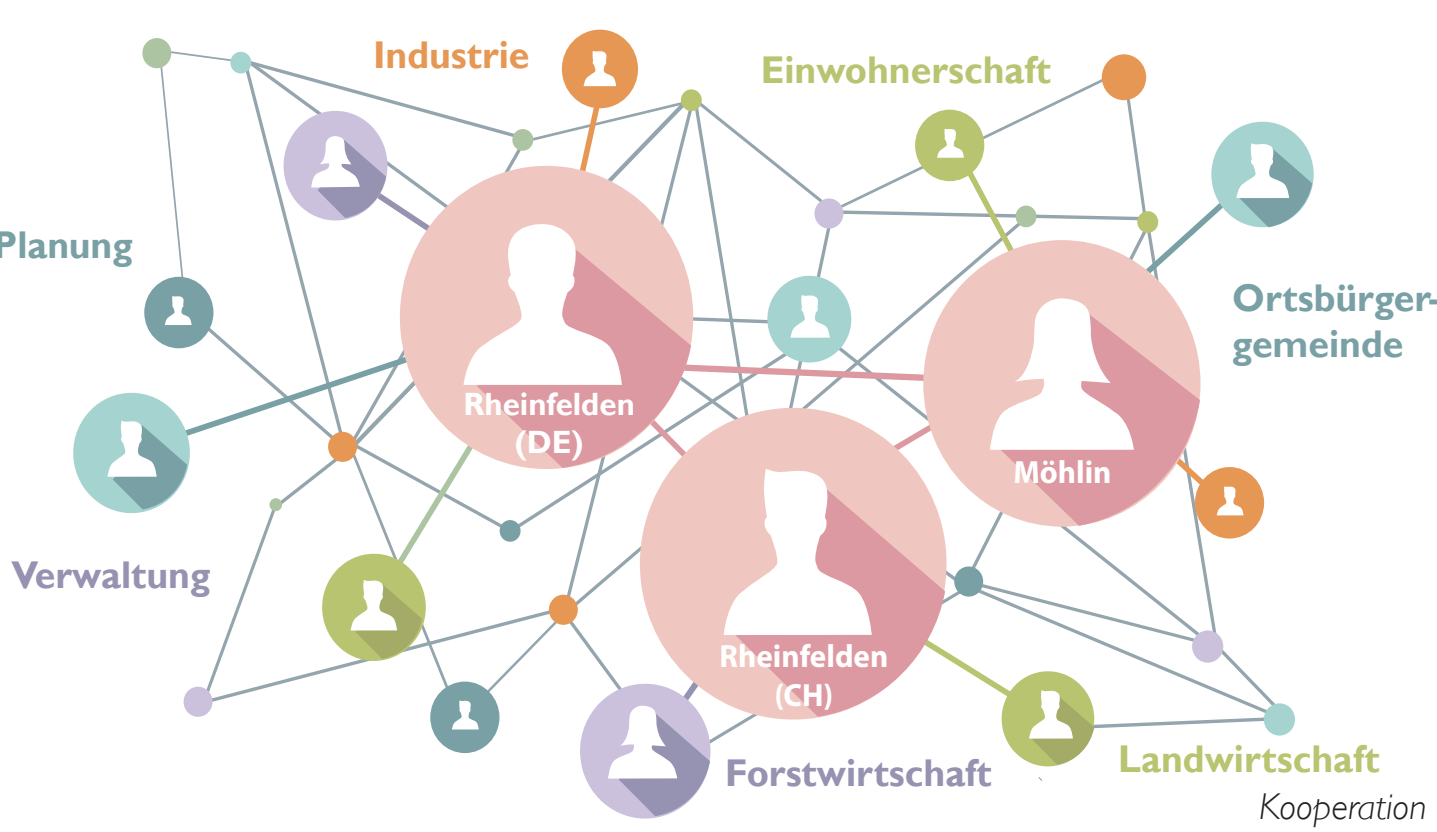 Industrie
Einwohnerschaft
Planung
Ortsbürger-
gemeinde
Rheinfelden
(DE)
Möhlin
Verwaltung
Rheinfelden
(CH)
Forstwirtschaft
Landwirtschaft
Kooperation